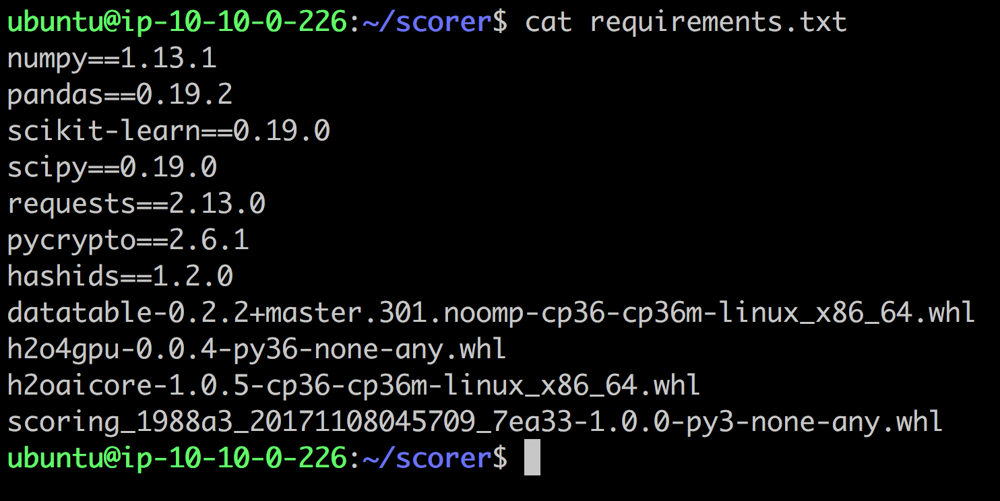 ubuntu@ip-10-10-0-226:~/scorer$ cat requirements.txt
numpy==1.13.1
pandas==0.19.2
scikit-learn==0.19.0
scipy==0.19.0
requests==2.13.0
pycrypto==2.6.1
hashids==1.2.0
datatable-0.2.2+master.301.noomp-cp36-cp36m-linux_x86_64.whl
h2o4gpu-0.0.4-py36-none-any.whl
h2oaicore-1.0.5-cp36-cp36m-linux_x86_64.whl
scoring_1988a3_20171108045709_7ea33-1.0.0-py3-none-any.whl
ubuntu@ip-10-10-0-226:~/scorer$